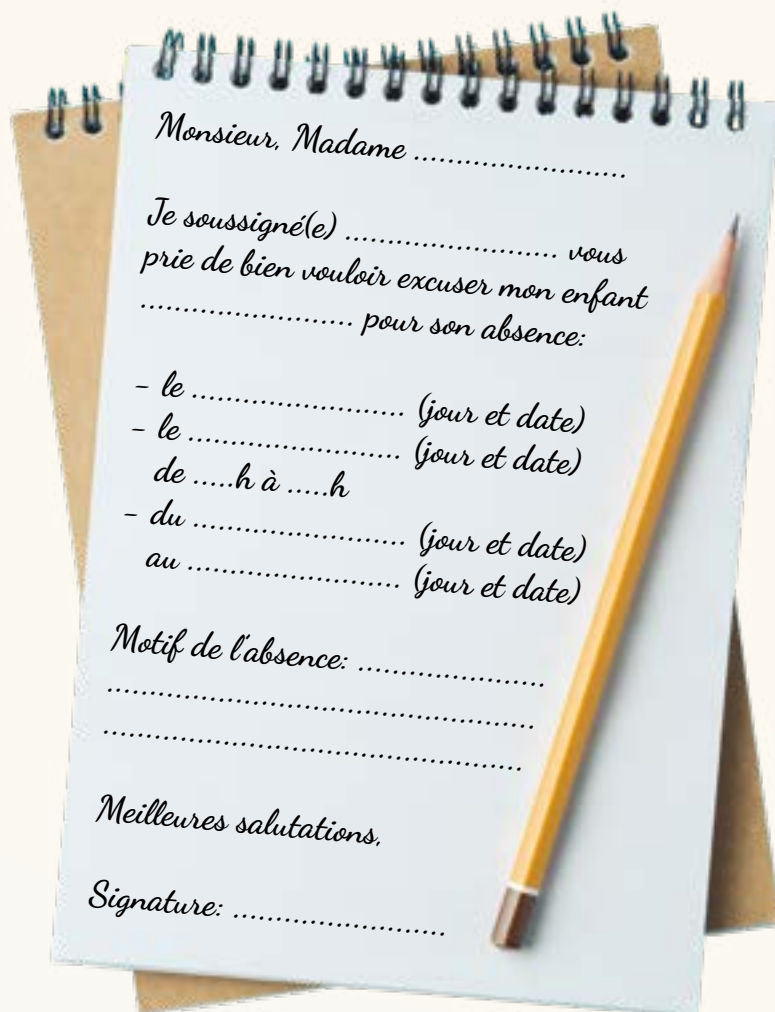 Monsieur, Madame .........................
Je soussigné(e) ......................... vous
prie de bien vouloir excuser mon enfant
......................... pour son absence:
- le ......................... (jour et date)
- le ......................... (jour et date)
de .....h à .....h
- du ......................... (jour et date)
au ......................... (jour et date)
Motif de l'absence: ......................
..................................................
..................................................
Meilleures salutations,
Signature: .........................